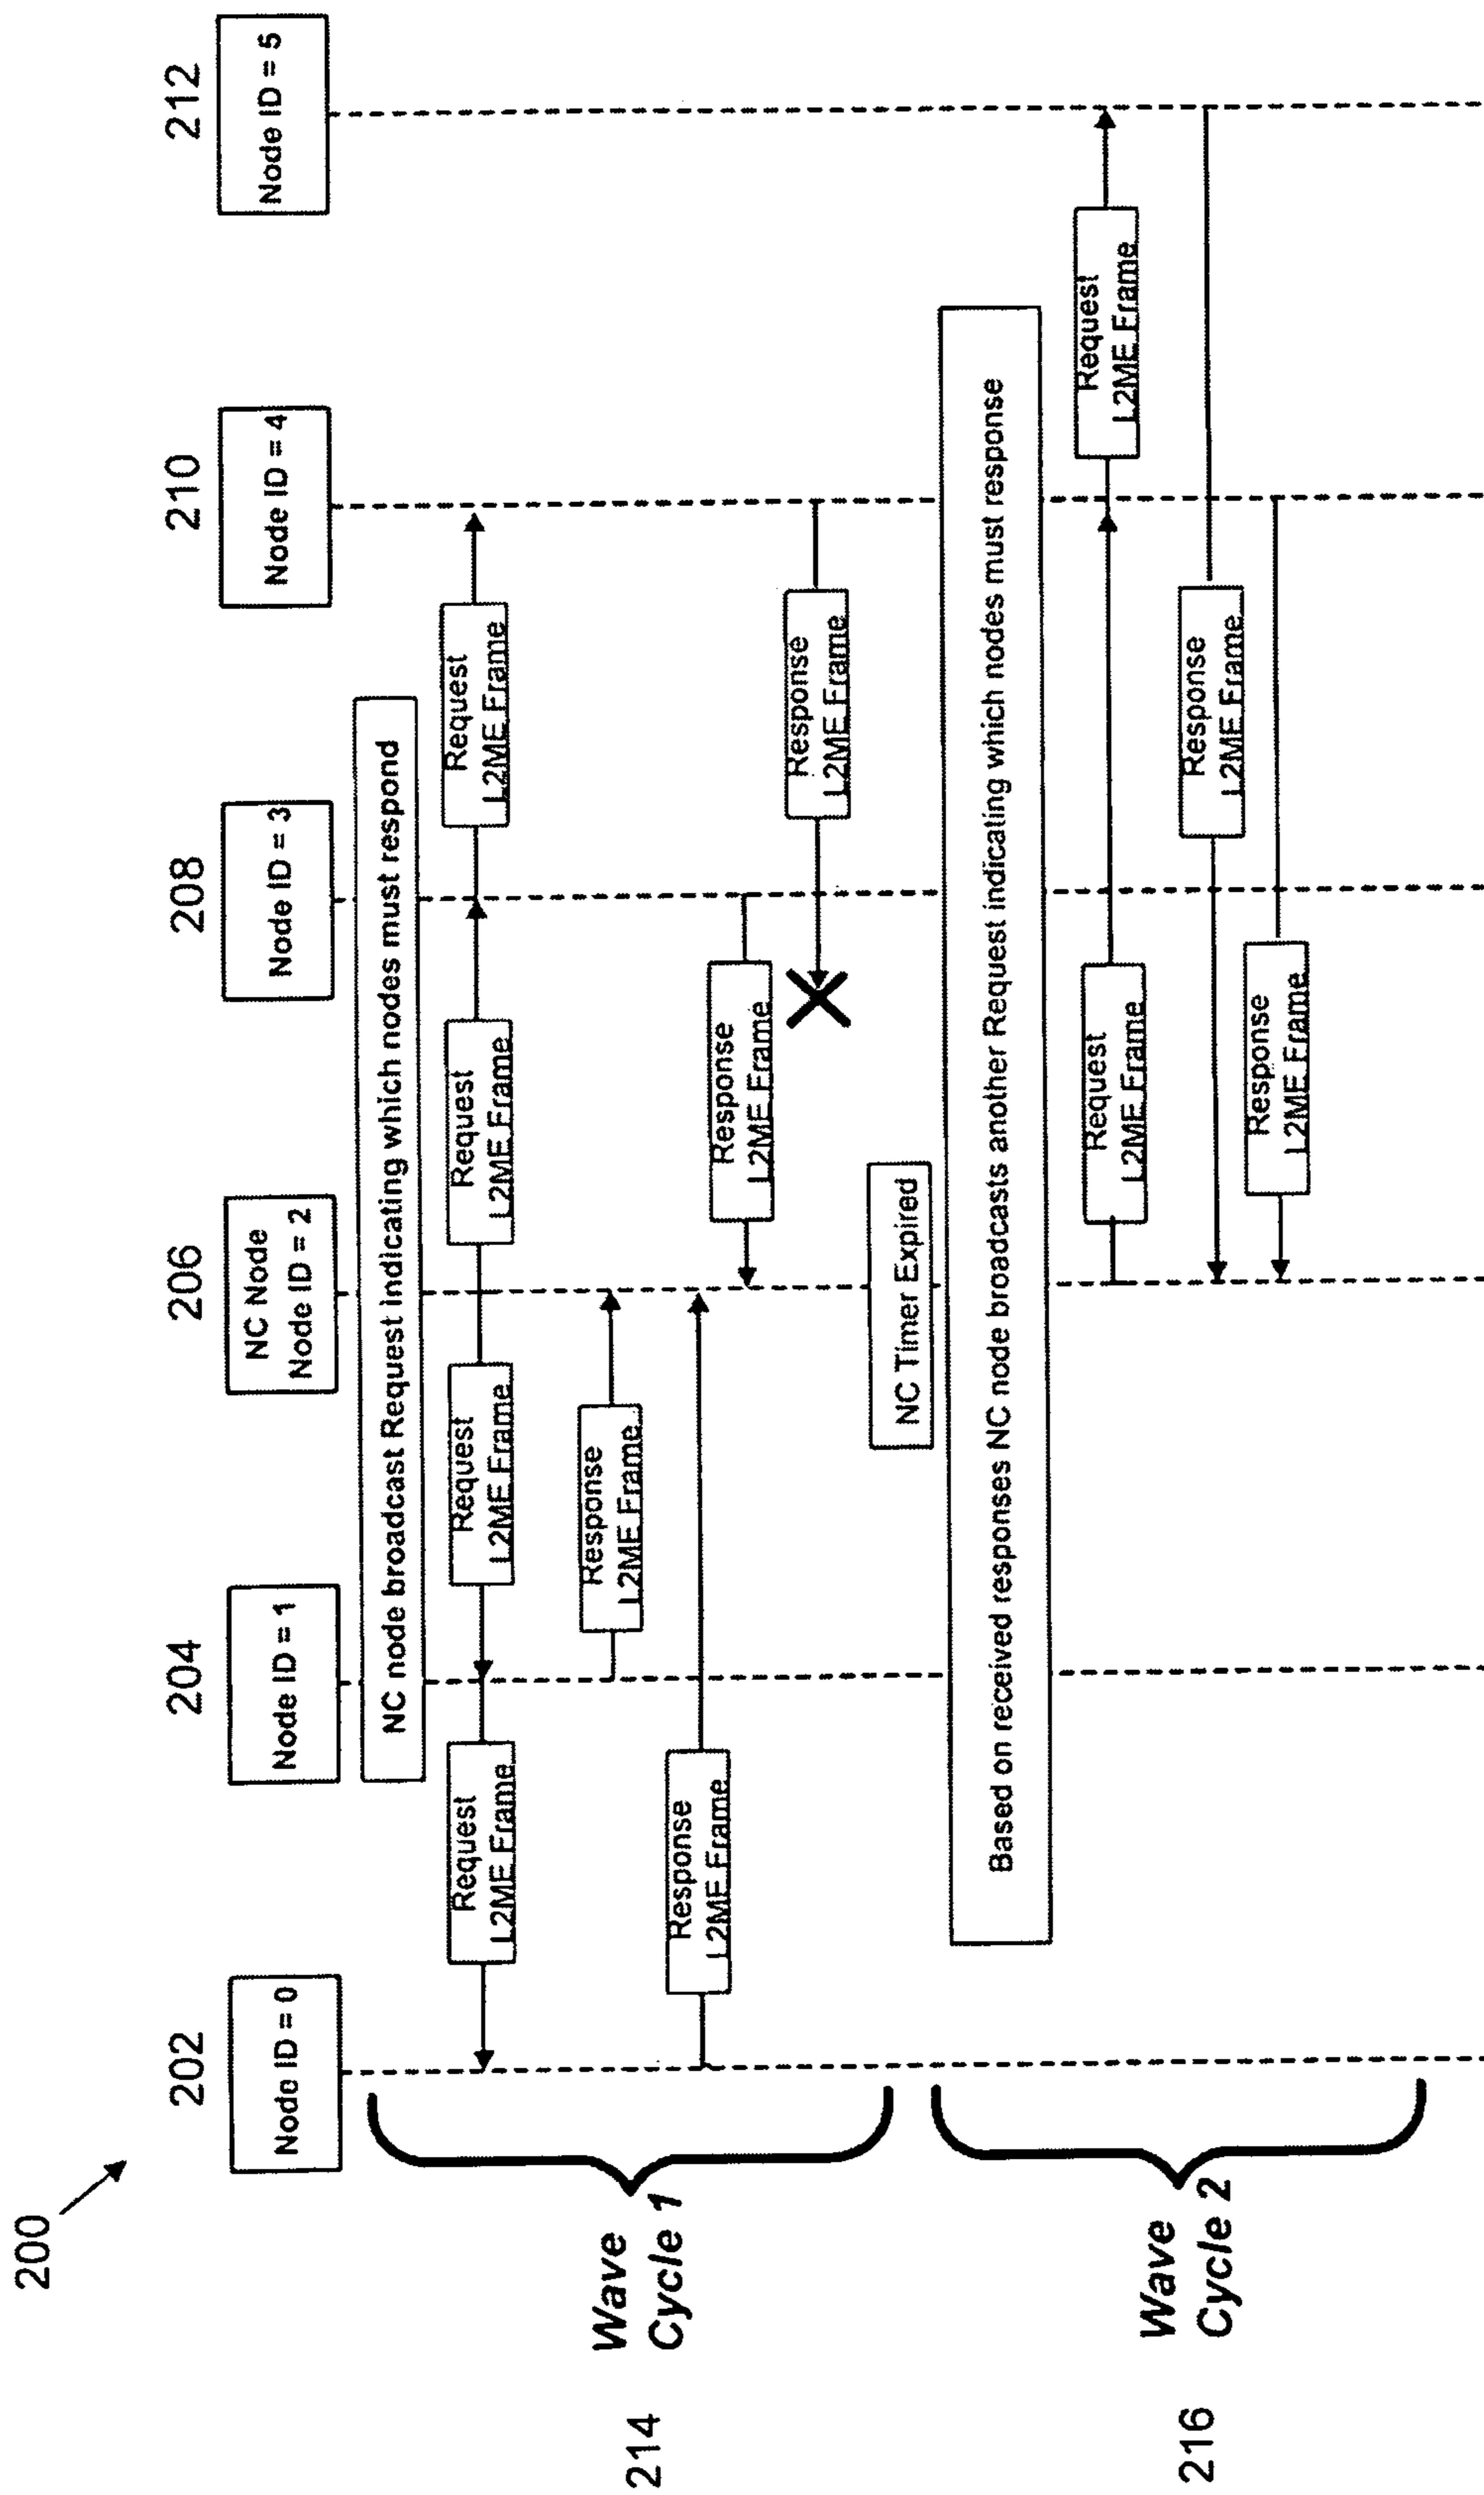 200
202
204
206
208
210
212
Node ID = 0
Node ID = 1
NC Node
Node ID = 2
Node ID = 3
Node ID = 4
Node ID = 5
NC node broadcast Request indicating which nodes must respond
Request
L2ME Frame
Request
L2ME Frame
Request
L2ME Frame
Request
L2ME Frame
Response
L2ME Frame
Response
L2ME Frame
Response
L2ME Frame
Response
L2ME Frame
Wave
Cycle 1
214
NC Timer Expired
Based on received responses NC node broadcasts another Request indicating which nodes must response
Request
L2ME Frame
Request
L2ME Frame
Response
L2ME Frame
Response
L2ME Frame
Wave
Cycle 2
216